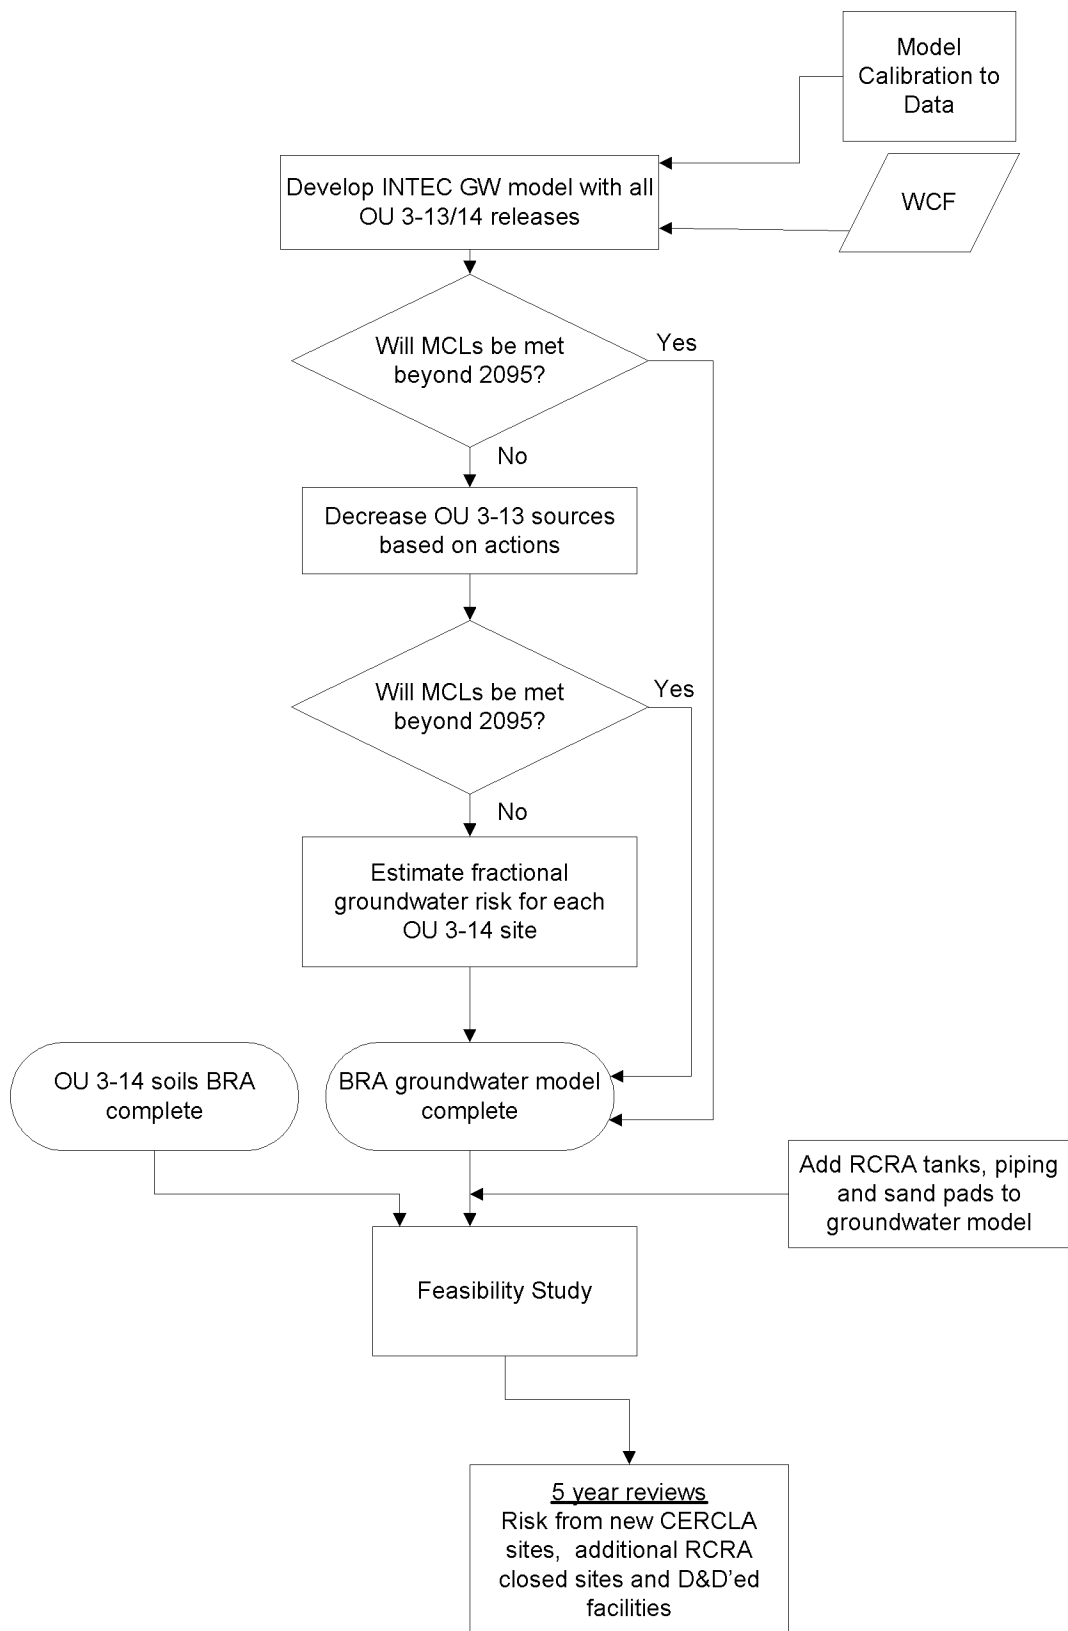 Model
Calibration to
Data
Develop INTEC GW model with all
OU 3-13/14 releases
WCF
Will MCLs be met
beyond 2095?
Yes
No
Decrease OU 3-13 sources
based on actions
Will MCLs be met
beyond 2095?
Yes
No
Estimate fractional
groundwater risk for each
OU 3-14 site
OU 3-14 soils BRA
complete
BRA groundwater model
complete
Add RCRA tanks, piping
and sand pads to
groundwater model
Feasibility Study
5 year reviews
Risk from new CERCLA
sites, additional RCRA
closed sites and D&D'ed
facilities